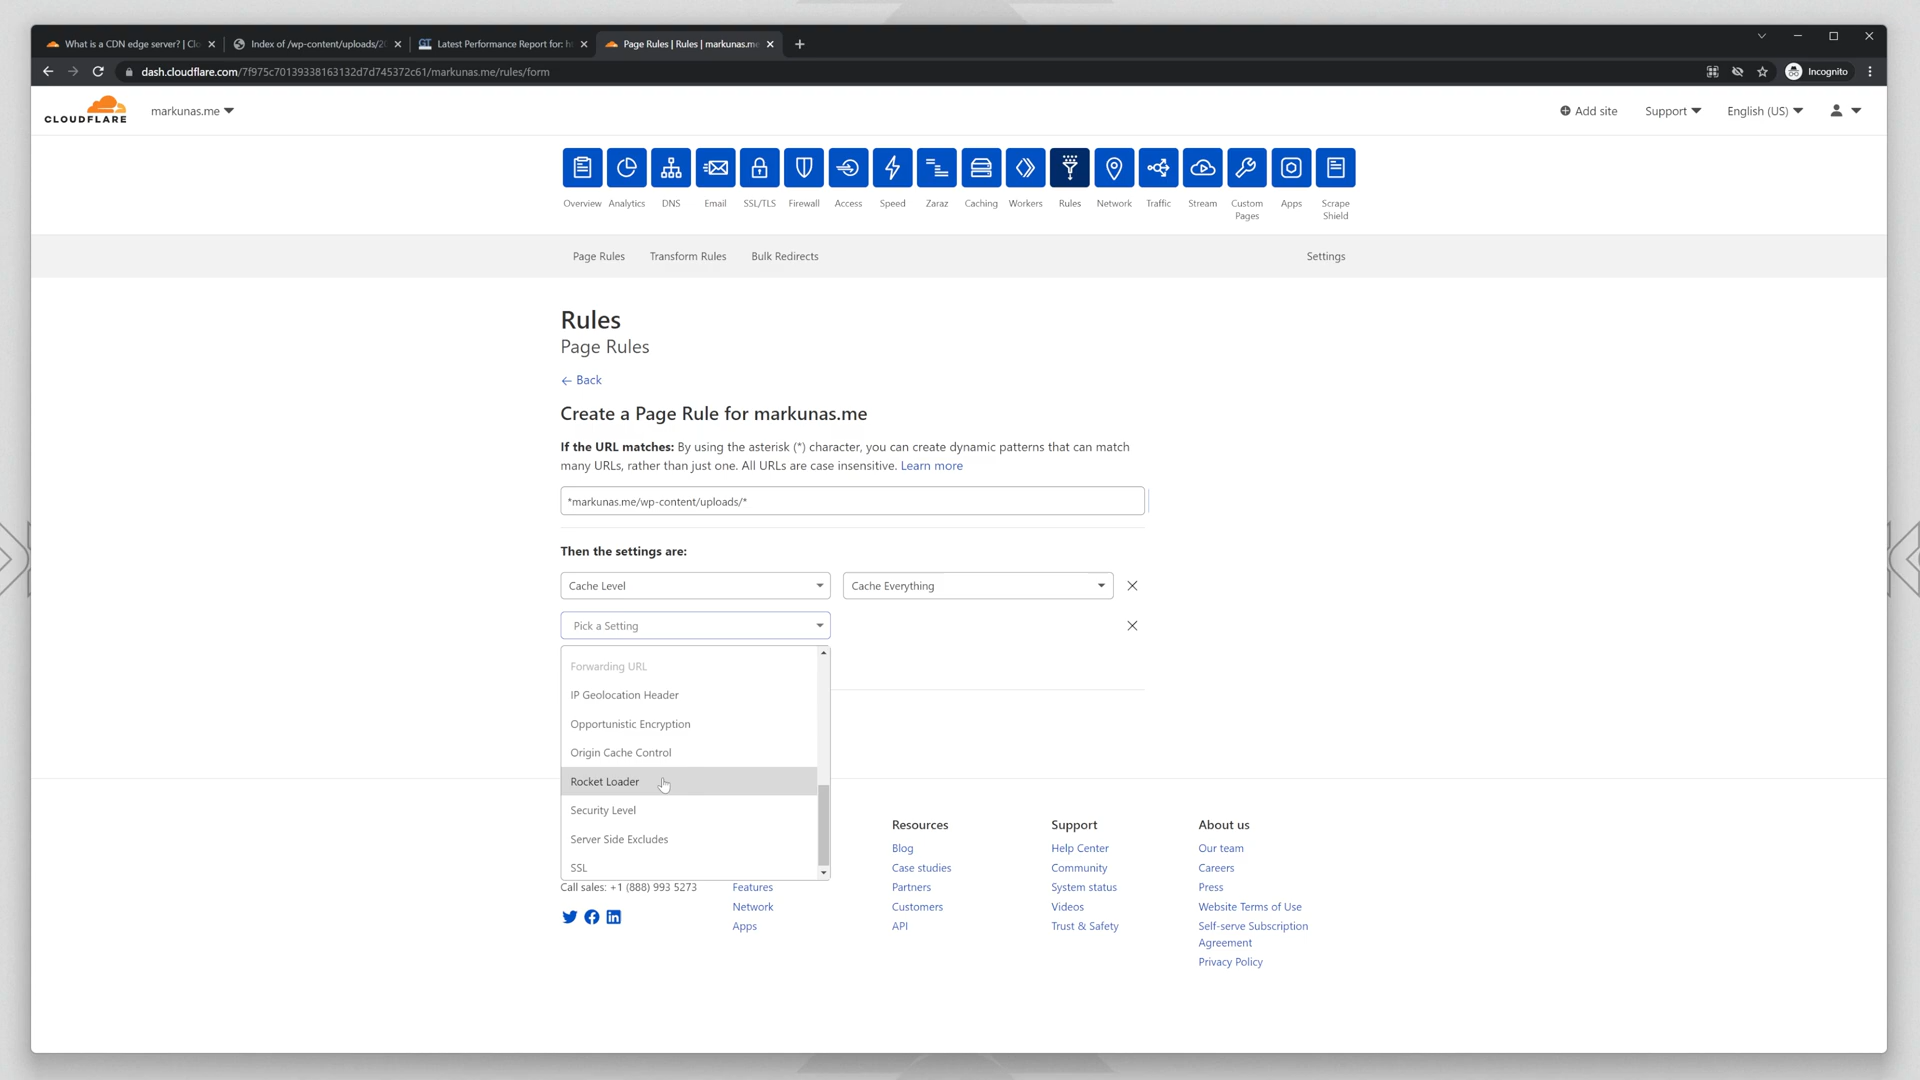 What is a CDN edge server? | Clo
Index of /wp-content/uploads/20
GT Latest Performance Report for: ht
Page Rules | Rules | markunas.me
dash.cloudflare.com/7f975c70139338163132d7d745372c61/markunas.me/rules/form
Incognito
CLOUDFLARE
markunas.me
Add site
Support
English (US)
Overview
Analytics
DNS
Email
SSL/TLS
Firewall
Access
Speed
Zaraz
Caching
Workers
Rules
Network
Traffic
Stream
Custom
Pages
Apps
Scrape
Shield
Page Rules
Transform Rules
Bulk Redirects
Settings
Rules
Page Rules
← Back
Create a Page Rule for markunas.me
If the URL matches: By using the asterisk (*) character, you can create dynamic patterns that can match
many URLs, rather than just one. All URLs are case insensitive. Learn more
*markunas.me/wp-content/uploads/*
Then the settings are:
Cache Level
Cache Everything
Pick a Setting
Forwarding URL
IP Geolocation Header
Opportunistic Encryption
Origin Cache Control
Rocket Loader
Security Level
Server Side Excludes
SSL
Call sales: +1 (888) 993 5273
Features
Network
Apps
Resources
Blog
Case studies
Partners
Customers
API
Support
Help Center
Community
System status
Videos
Trust & Safety
About us
Our team
Careers
Press
Website Terms of Use
Self-serve Subscription
Agreement
Privacy Policy